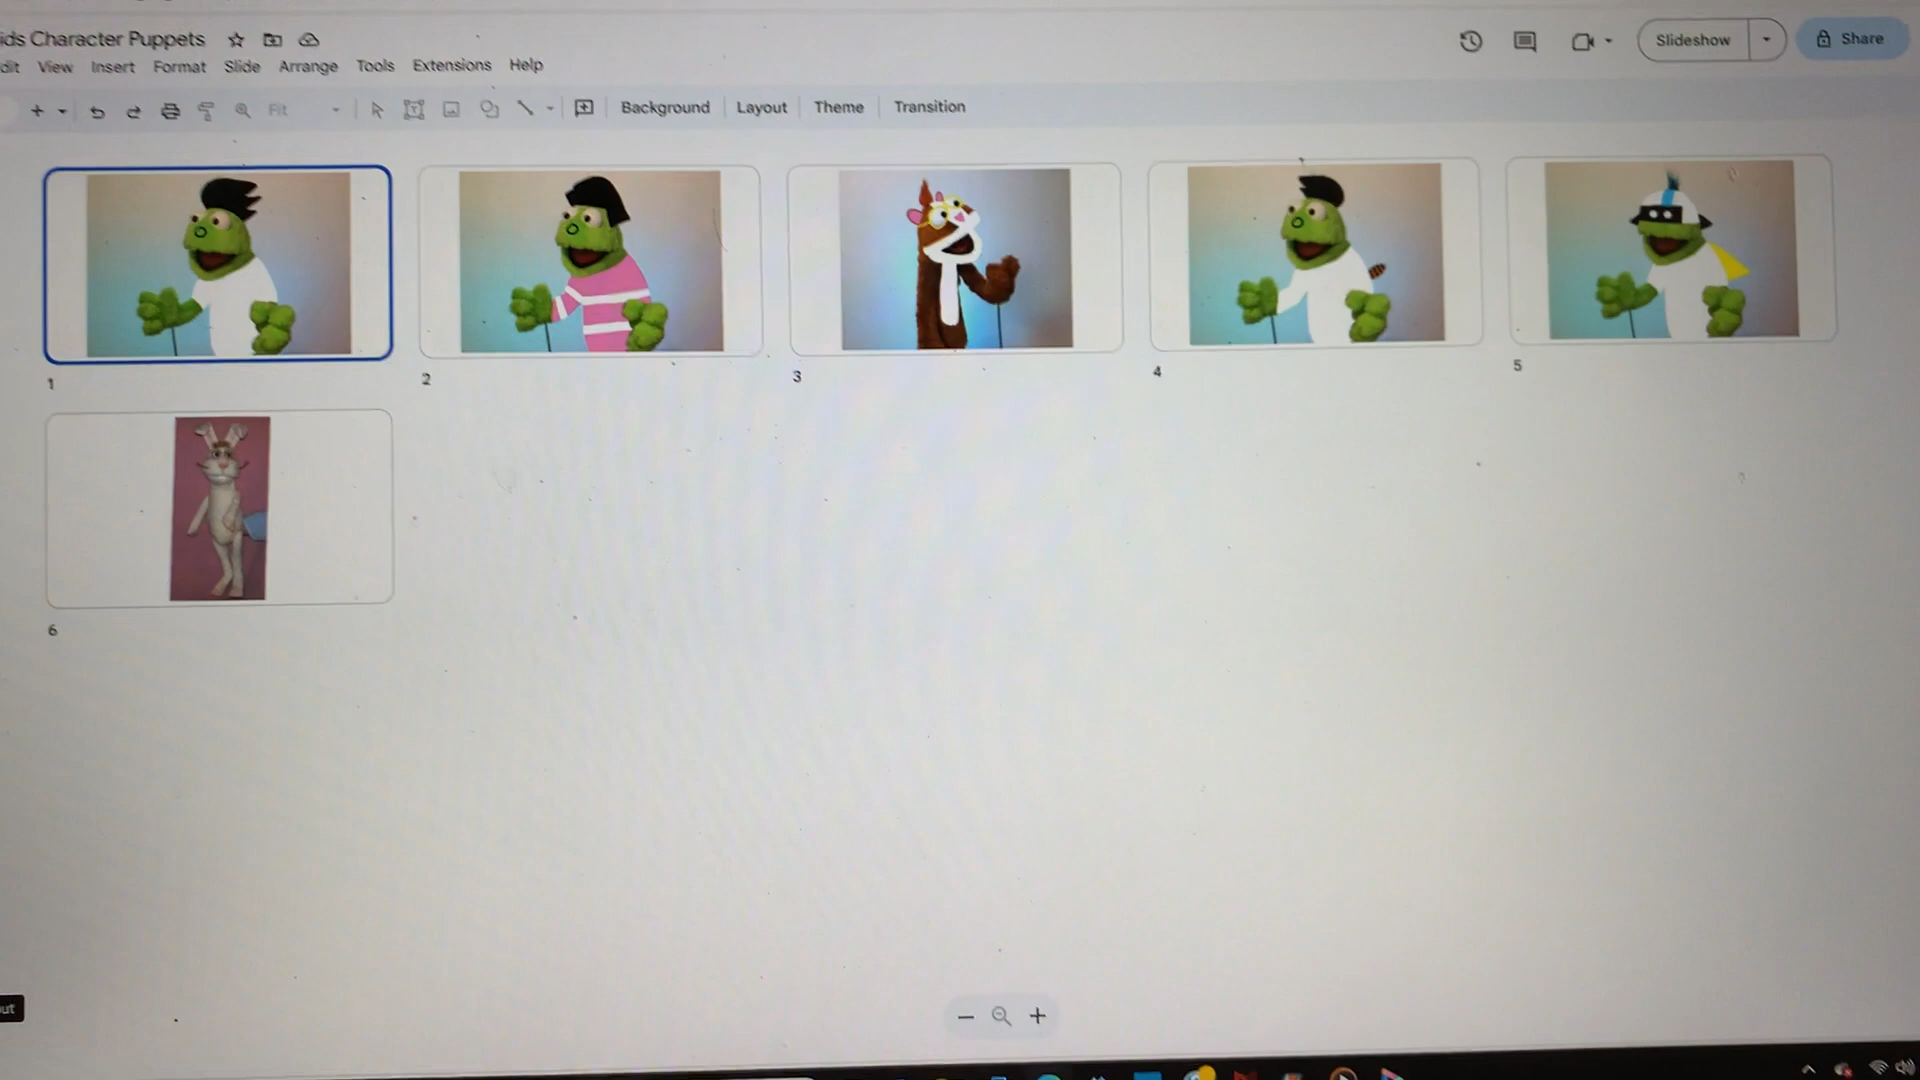 ids Character Puppets
Slideshow
Share
dit View Insert Format Slide Arrange Tools Extensions Help
Fit
Background Layout Theme Transition
1
2
3
4
5
6
ut